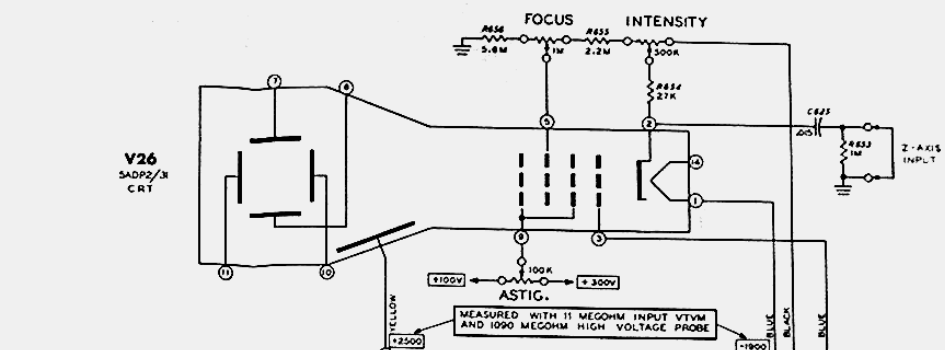 FOCUS
INTENSITY
R656
5.6M
1M
R655
2.2M
500K
R654
27K
7
6
V26
5ADP2/31
CRT
5
2
C625
.015
R653
1M
Z-AXIS
INPUT
14
1
11
10
9
3
100K
+100V
+300V
ASTIG.
MEASURED WITH 11 MEGOHM INPUT VTVM
AND 1090 MEGOHM HIGH VOLTAGE PROBE
YELLOW
+2500
-1900
BLUE
BLACK
BLUE